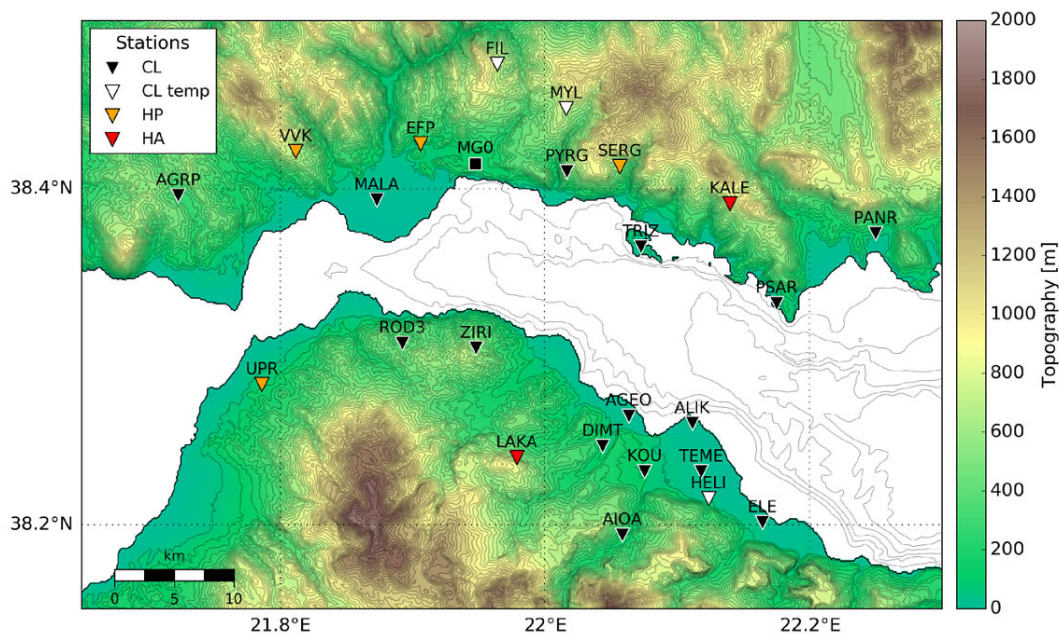 Stations
CL
CL temp
HP
HA
FIL
MYL
VVK
EFP
MG0
PYRG
SERG
AGRP
MALA
KALE
TRIZ
PANR
PSAR
ROD3
ZIRI
UPR
AGEO
ALIK
DIMT
LAKA
KOU
TEME
HELI
ELE
AIOA
38.4°N
38.2°N
km
0
5
10
21.8°E
22°E
22.2°E
2000
1800
1600
1400
1200
1000
800
600
400
200
0
Topography [m]